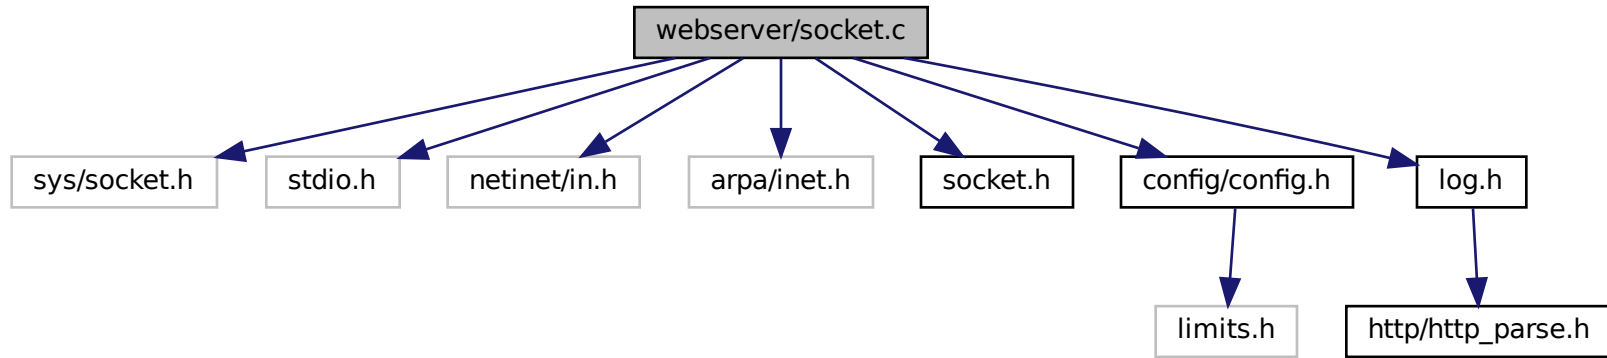 webserver/socket.c
sys/socket.h
stdio.h
netinet/in.h
arpa/inet.h
socket.h
config/config.h
log.h
limits.h
http/http_parse.h